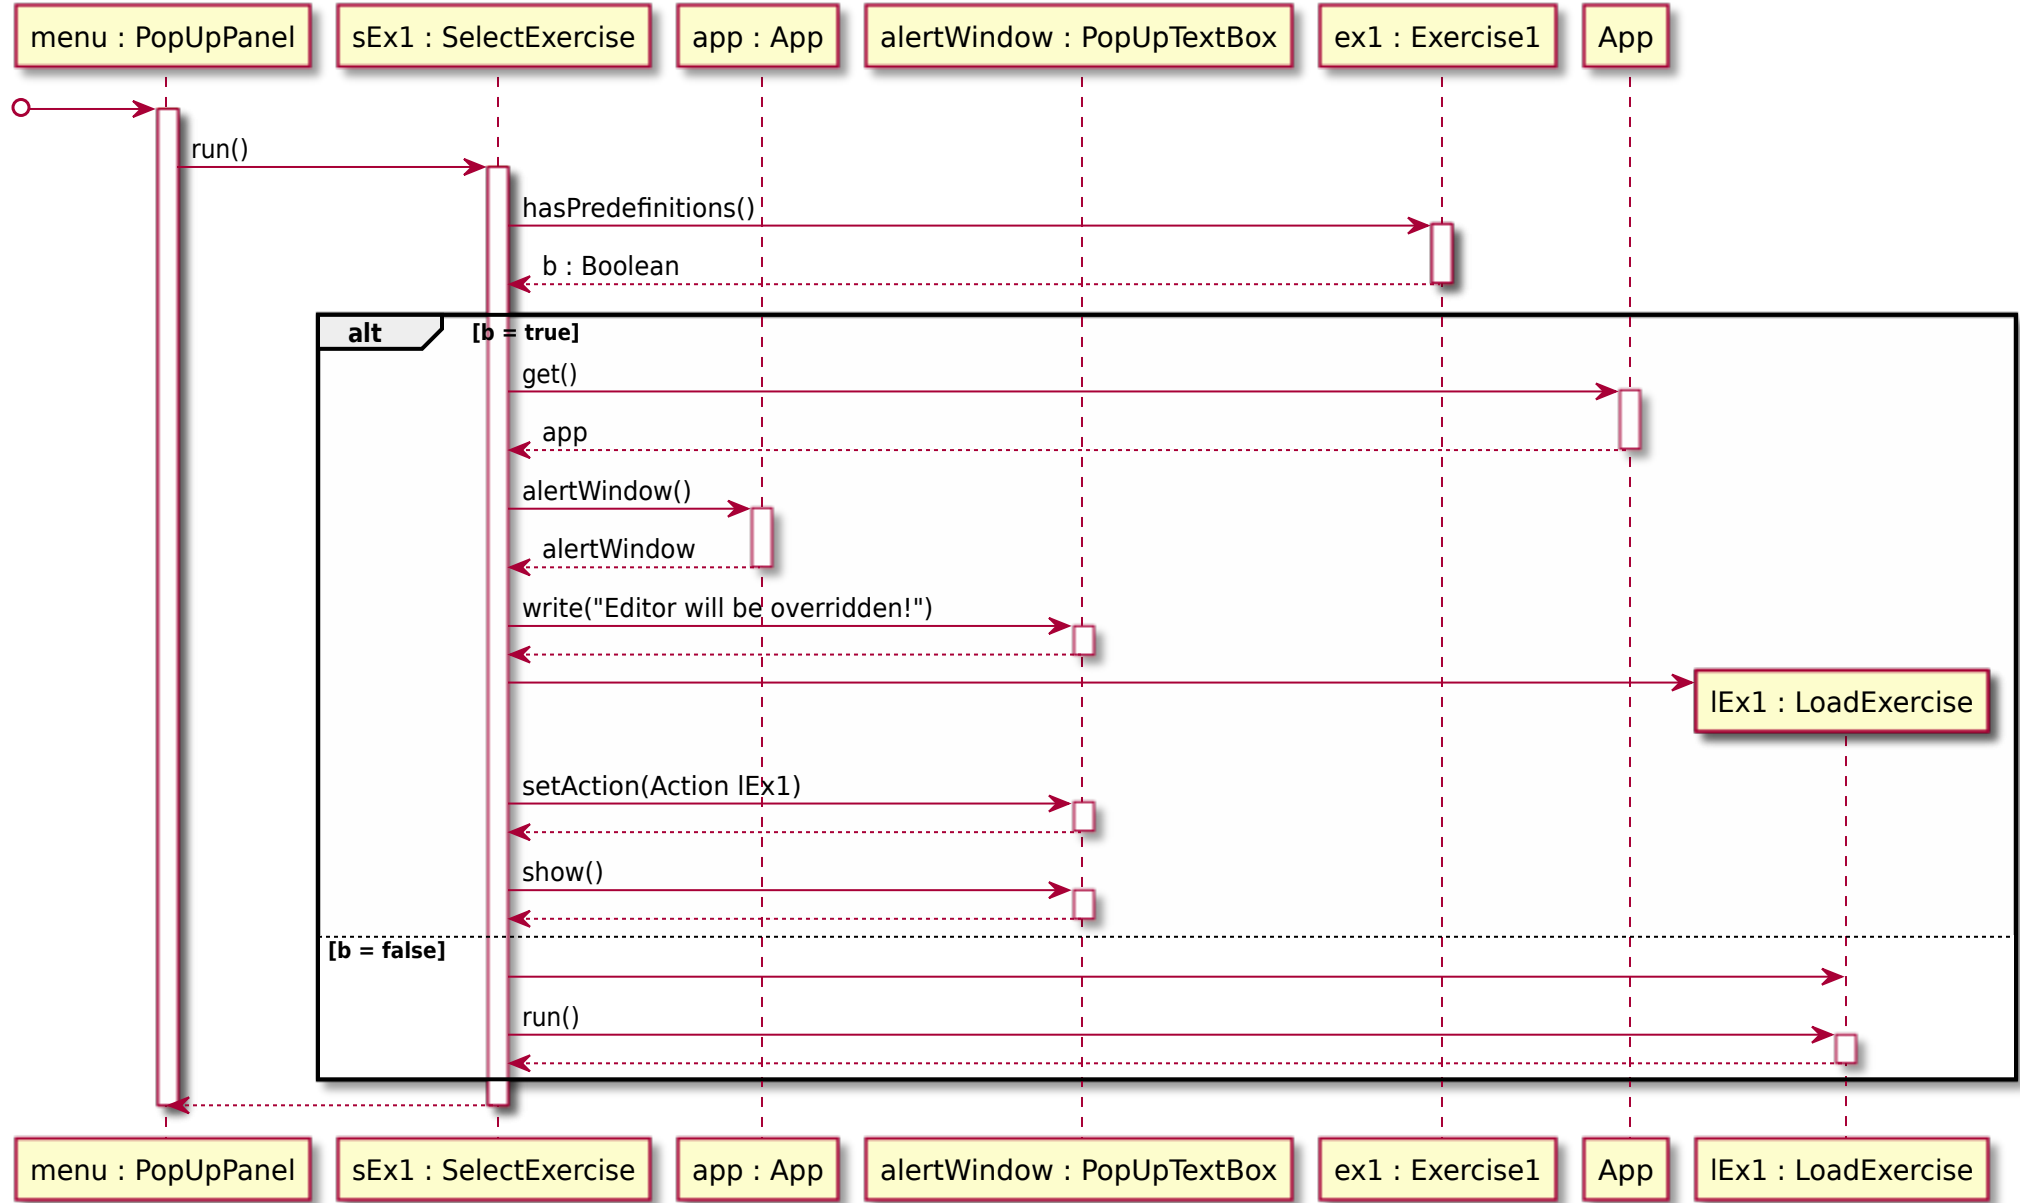 menu : PopUpPanel
sEx1 : SelectExercise
app : App
alertWindow : PopUpTextBox
ex1 : Exercise1
App
run()
hasPredefinitions()
b : Boolean
alt
[b = true]
get()
app
alertWindow()
alertWindow
write("Editor will be overridden!")
lEx1 : LoadExercise
setAction(Action lEx1)
show()
[b = false]
run()
menu : PopUpPanel
sEx1 : SelectExercise
app : App
alertWindow : PopUpTextBox
ex1 : Exercise1
App
lEx1 : LoadExercise